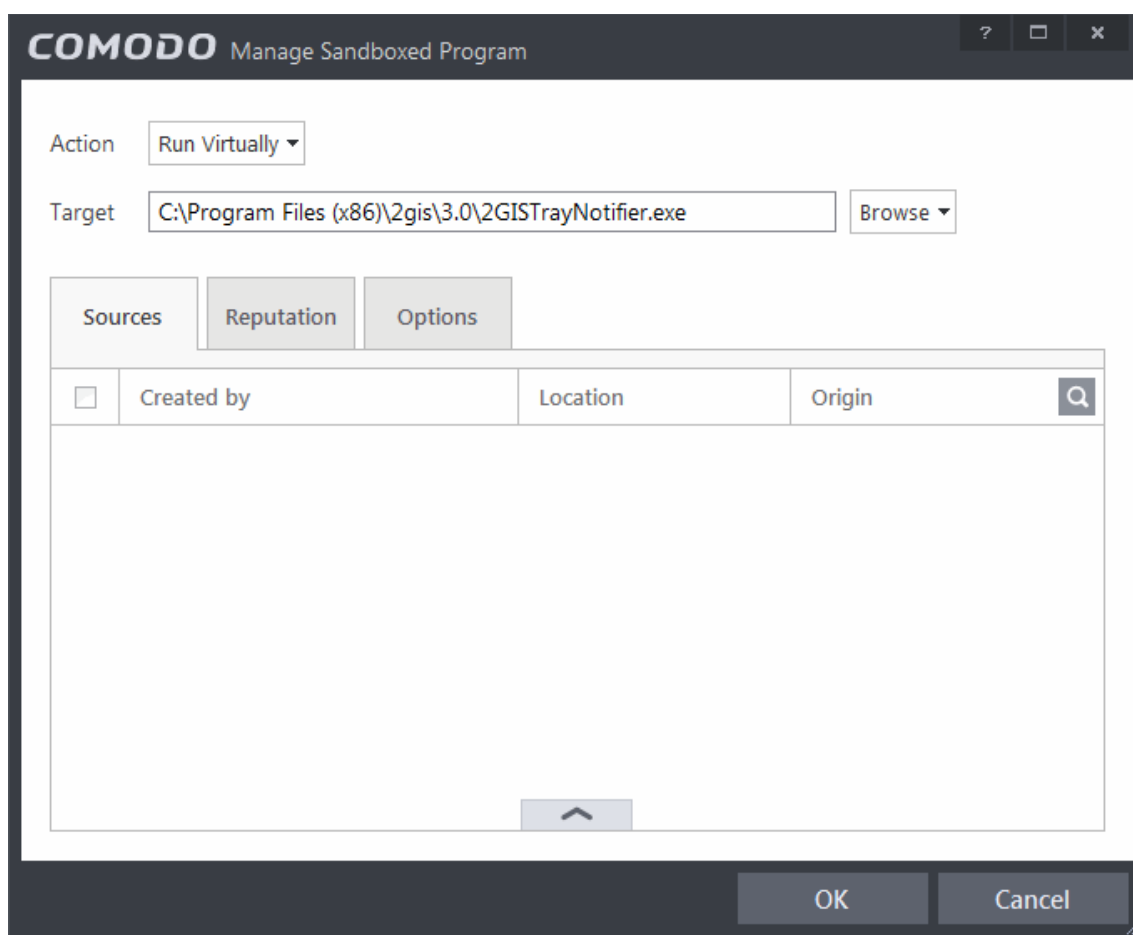 COMODO Manage Sandboxed Program
?
Action Run Virtually
Target C:\Program Files (x86)\2gis\3.0\2GISTrayNotifier.exe Browse
Sources Reputation Options
Created by Location Origin
OK Cancel